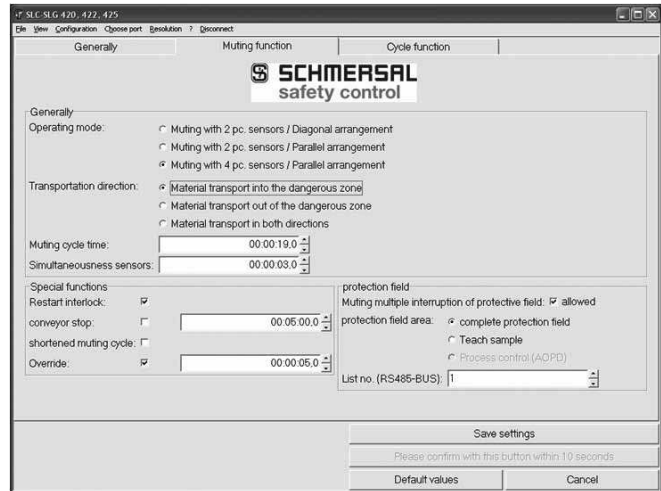 SLC-SLG 420, 422, 425
File View Configuration Choose port Resolution ? Disconnect
Generally Muting function Cycle function
SCHMERSAL
safety control
Generally
Operating mode: Muting with 2 pc. sensors / Diagonal arrangement
Muting with 2 pc. sensors / Parallel arrangement
Muting with 4 pc. sensors / Parallel arrangement
Transportation direction: Material transport into the dangerous zone
Material transport out of the dangerous zone
Material transport in both directions
Muting cycle time: 00:00:19,0
Simultaneousness sensors: 00:00:03,0
Special functions
Restart interlock:
conveyor stop: 00:05:00,0
shortened muting cycle:
Override: 00:00:05,0
protection field
Muting multiple interruption of protective field: allowed
protection field area: complete protection field
Teach sample
Process control (AOPD)
List no. (RS485-BUS): 1
Save settings
Please confirm with this button within 10 seconds
Default values Cancel